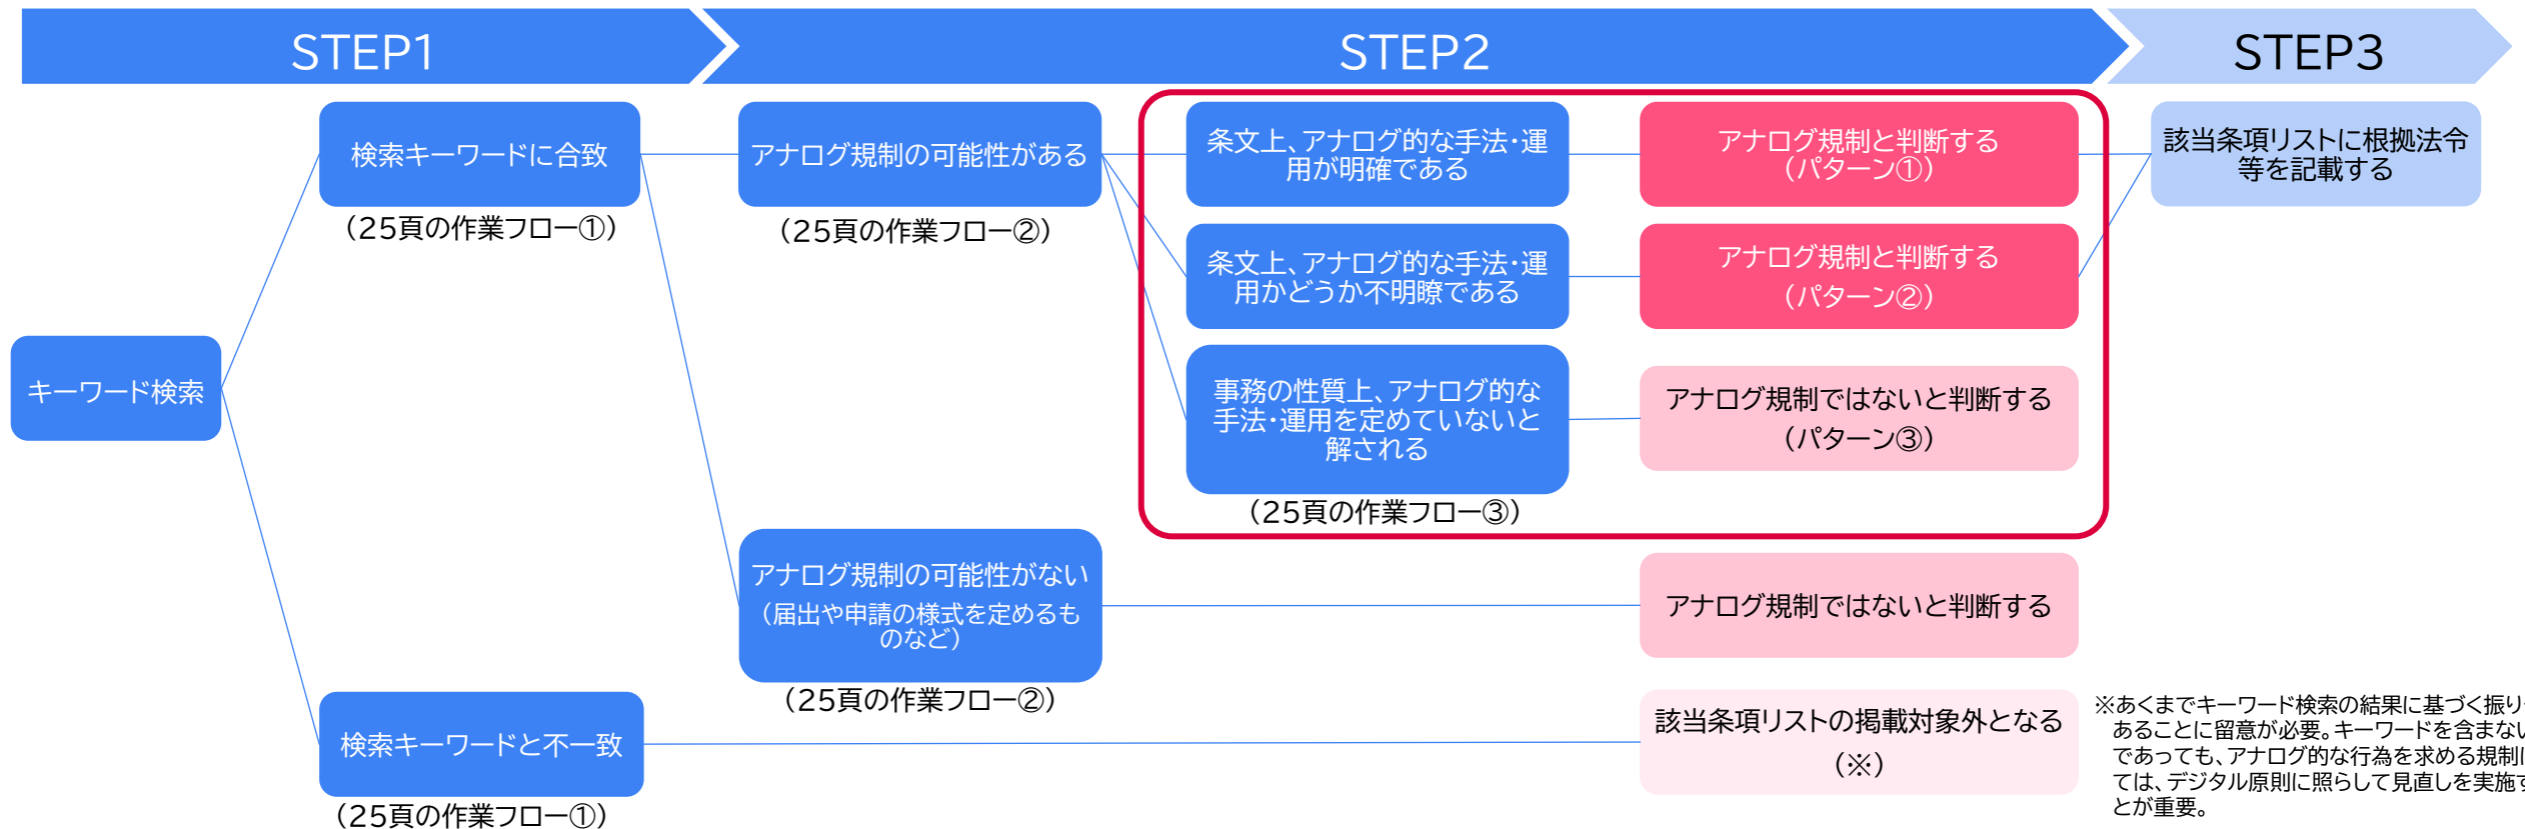 STEP1
STEP2
STEP3
キーワード検索
検索キーワードに合致
(25頁の作業フロー①)
検索キーワードと不一致
(25頁の作業フロー①)
アナログ規制の可能性がある
(25頁の作業フロー②)
アナログ規制の可能性がない
(届出や申請の様式を定めるも
のなど)
(25頁の作業フロー②)
条文上、アナログ的な手法・運
用が明確である
条文上、アナログ的な手法・運
用かどうか不明瞭である
事務の性質上、アナログ的な
手法・運用を定めていないと
解される
(25頁の作業フロー③)
アナログ規制と判断する
(パターン①)
アナログ規制と判断する
(パターン②)
アナログ規制ではないと判断する
(パターン③)
アナログ規制ではないと判断する
該当条項リストの掲載対象外となる
(※)
該当条項リストに根拠法令
等を記載する
※あくまでキーワード検索の結果に基づく振り
あることに留意が必要。キーワードを含まない
であっても、アナログ的な行為を求める規制に
ては、デジタル原則に照らして見直しを実施す
とが重要。